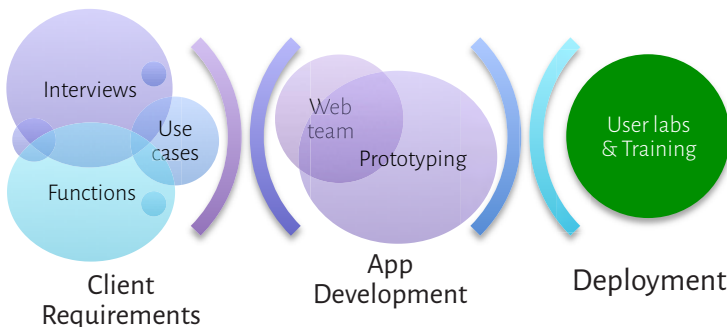 Interviews
Use
cases
Functions
Client
Requirements
Web
team
Prototyping
App
Development
User labs
& Training
Deployment